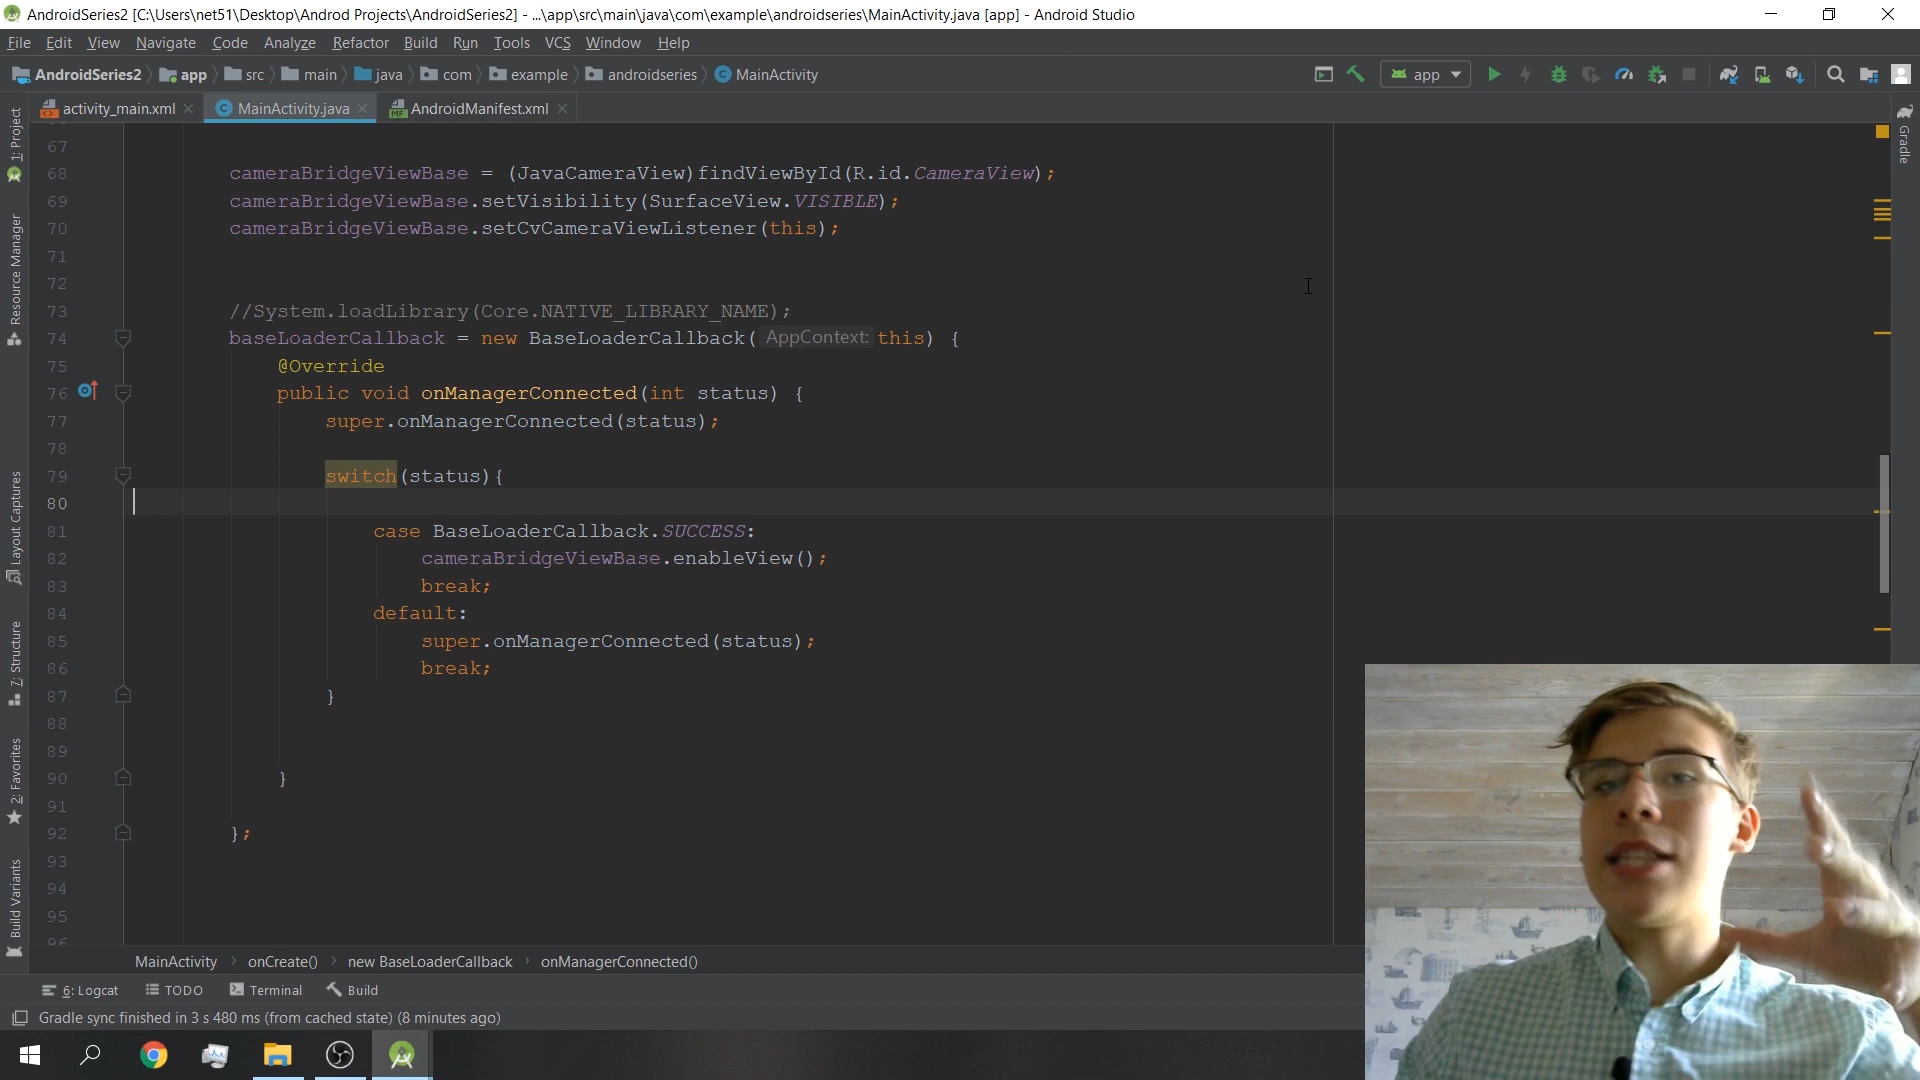 AndroidSeries2 [C:\Users\net51\Desktop\Androd Projects\AndroidSeries2] - ...\app\src\main\java\com\example\androidseries\MainActivity.java [app] - Android Studio
File Edit View Navigate Code Analyze Refactor Build Run Tools VCS Window Help
AndroidSeries2 app src main java com example androidseries MainActivity app
activity_main.xml MainActivity.java AndroidManifest.xml
1: Project
Resource Manager
Layout Captures
7: Structure
2: Favorites
Build Variants
Gradle
67
68 cameraBridgeViewBase = (JavaCameraView)findViewById(R.id.CameraView);
69 cameraBridgeViewBase.setVisibility(SurfaceView.VISIBLE);
70 cameraBridgeViewBase.setCvCameraViewListener(this);
71
72
73 //System.loadLibrary(Core.NATIVE_LIBRARY_NAME);
74 baseLoaderCallback = new BaseLoaderCallback( AppContext: this) {
75 @Override
76 public void onManagerConnected(int status) {
77 super.onManagerConnected(status);
78
79 switch(status){
80
81 case BaseLoaderCallback.SUCCESS:
82 cameraBridgeViewBase.enableView();
83 break;
84 default:
85 super.onManagerConnected(status);
86 break;
87 }
88
89
90 }
91
92 };
93
94
95
96
MainActivity onCreate() new BaseLoaderCallback onManagerConnected()
6: Logcat TODO Terminal Build
Gradle sync finished in 3 s 480 ms (from cached state) (8 minutes ago)